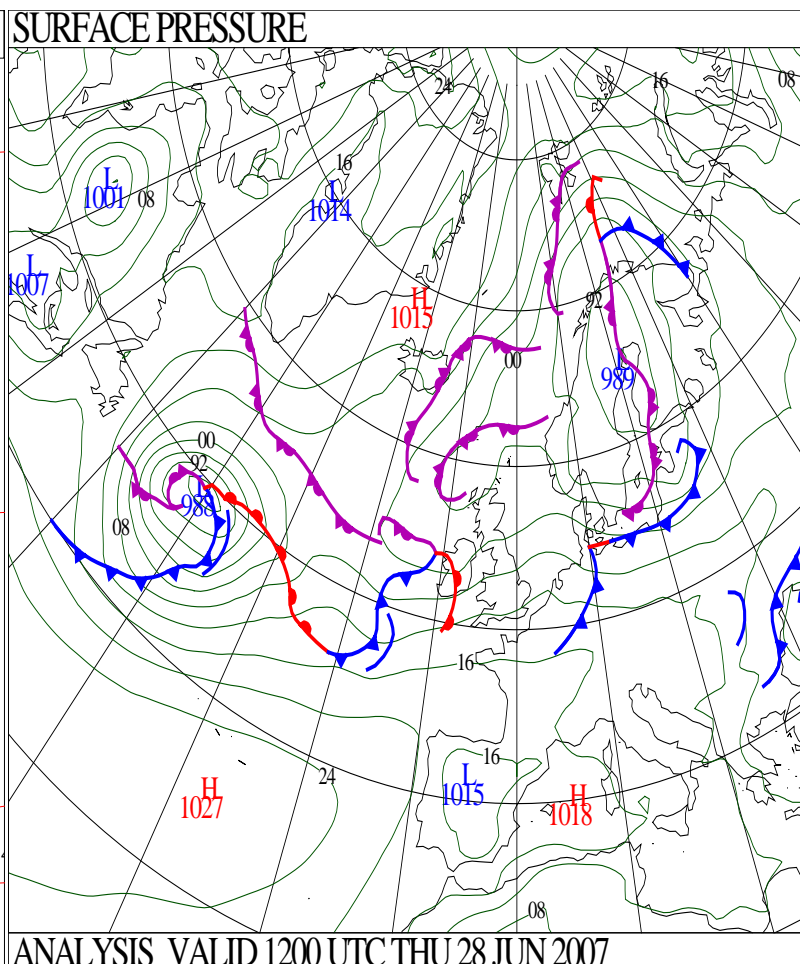 SURFACE PRESSURE
24
16
08
16
L
1001
08
L
1014
L
1007
H
1015
92
00
L
989
00
92
L
988
08
16
16
24
L
1015
H
1027
H
1018
08
ANALYSIS VALID 1200 UTC THU 28 JUN 2007